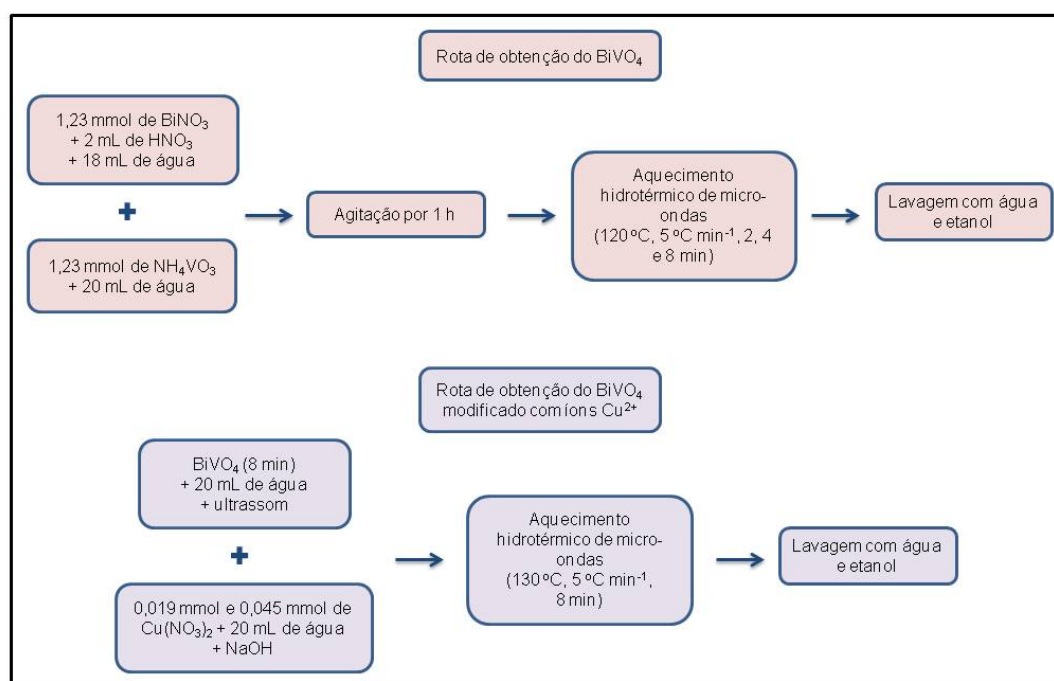 Rota de obtenção do BiVO₄
1,23 mmol de BiNO₃
+ 2 mL de HNO₃
+ 18 mL de água
+
1,23 mmol de NH₄VO₃
+ 20 mL de água
Agitação por 1 h
Aquecimento
hidrotérmico de micro-
ondas
(120 ºC, 5 ºC min⁻¹, 2, 4
e 8 min)
Lavagem com água
e etanol
Rota de obtenção do BiVO₄
modificado com íons Cu²⁺
BiVO₄ (8 min)
+ 20 mL de água
+ ultrassom
+
0,019 mmol e 0,045 mmol de
Cu(NO₃)₂ + 20 mL de água
+ NaOH
Aquecimento
hidrotérmico de micro-
ondas
(130 ºC, 5 ºC min⁻¹,
8 min)
Lavagem com água
e etanol